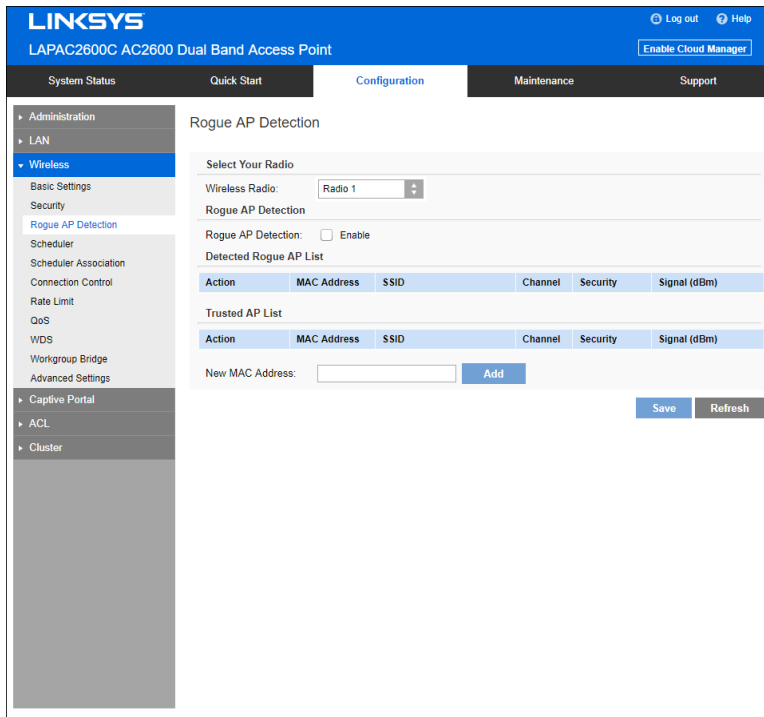 LINKSYS
Log out Help
LAPAC2600C AC2600 Dual Band Access Point
Enable Cloud Manager
System Status Quick Start Configuration Maintenance Support
Administration
LAN
Wireless
Basic Settings
Security
Rogue AP Detection
Scheduler
Scheduler Association
Connection Control
Rate Limit
QoS
WDS
Workgroup Bridge
Advanced Settings
Captive Portal
ACL
Cluster
Rogue AP Detection
Select Your Radio
Wireless Radio: Radio 1
Rogue AP Detection
Rogue AP Detection: Enable
Detected Rogue AP List
Action MAC Address SSID Channel Security Signal (dBm)
Trusted AP List
Action MAC Address SSID Channel Security Signal (dBm)
New MAC Address: Add
Save Refresh